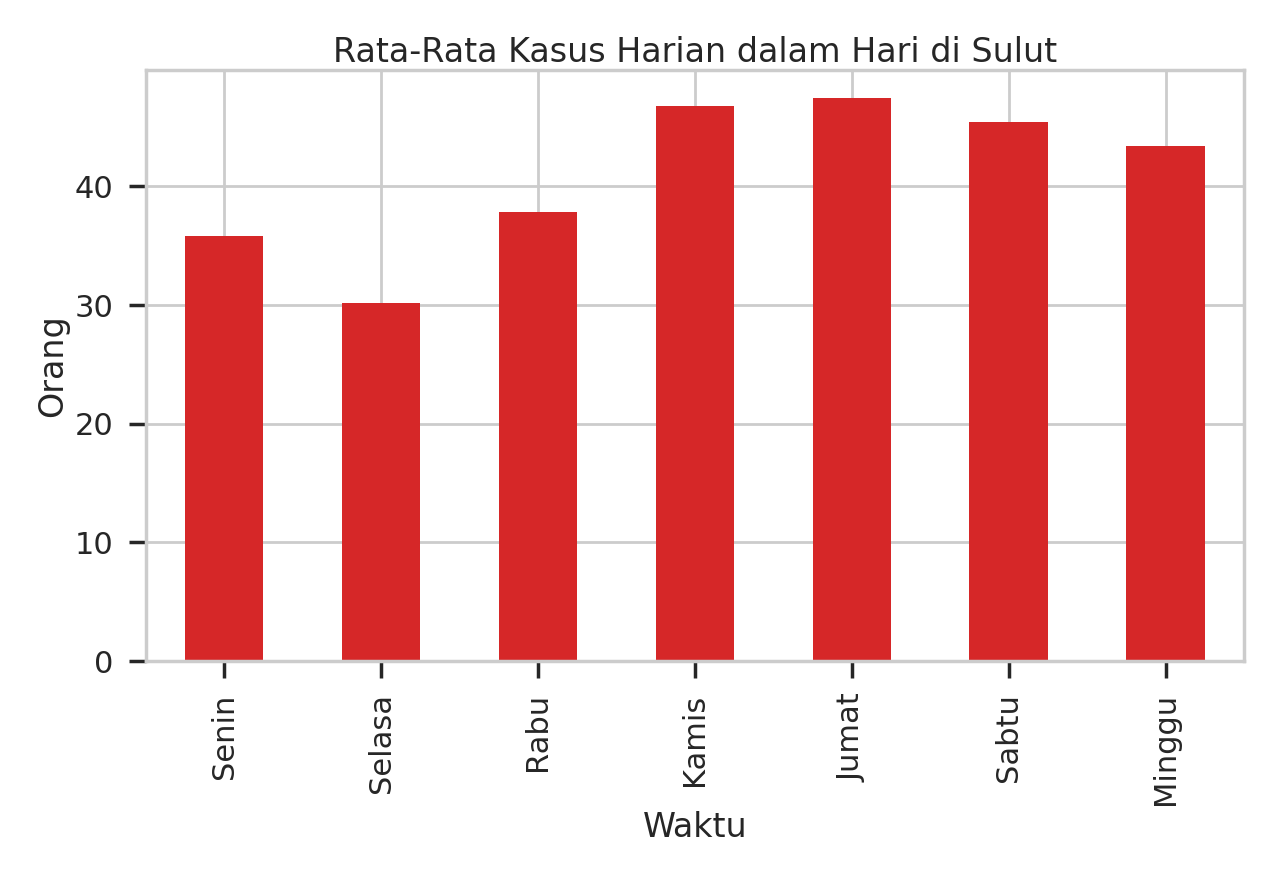 Rata-Rata Kasus Harian dalam Hari di Sulut
Orang
40
30
20
10
0
Senin
Selasa
Rabu
Kamis
Jumat
Sabtu
Minggu
Waktu